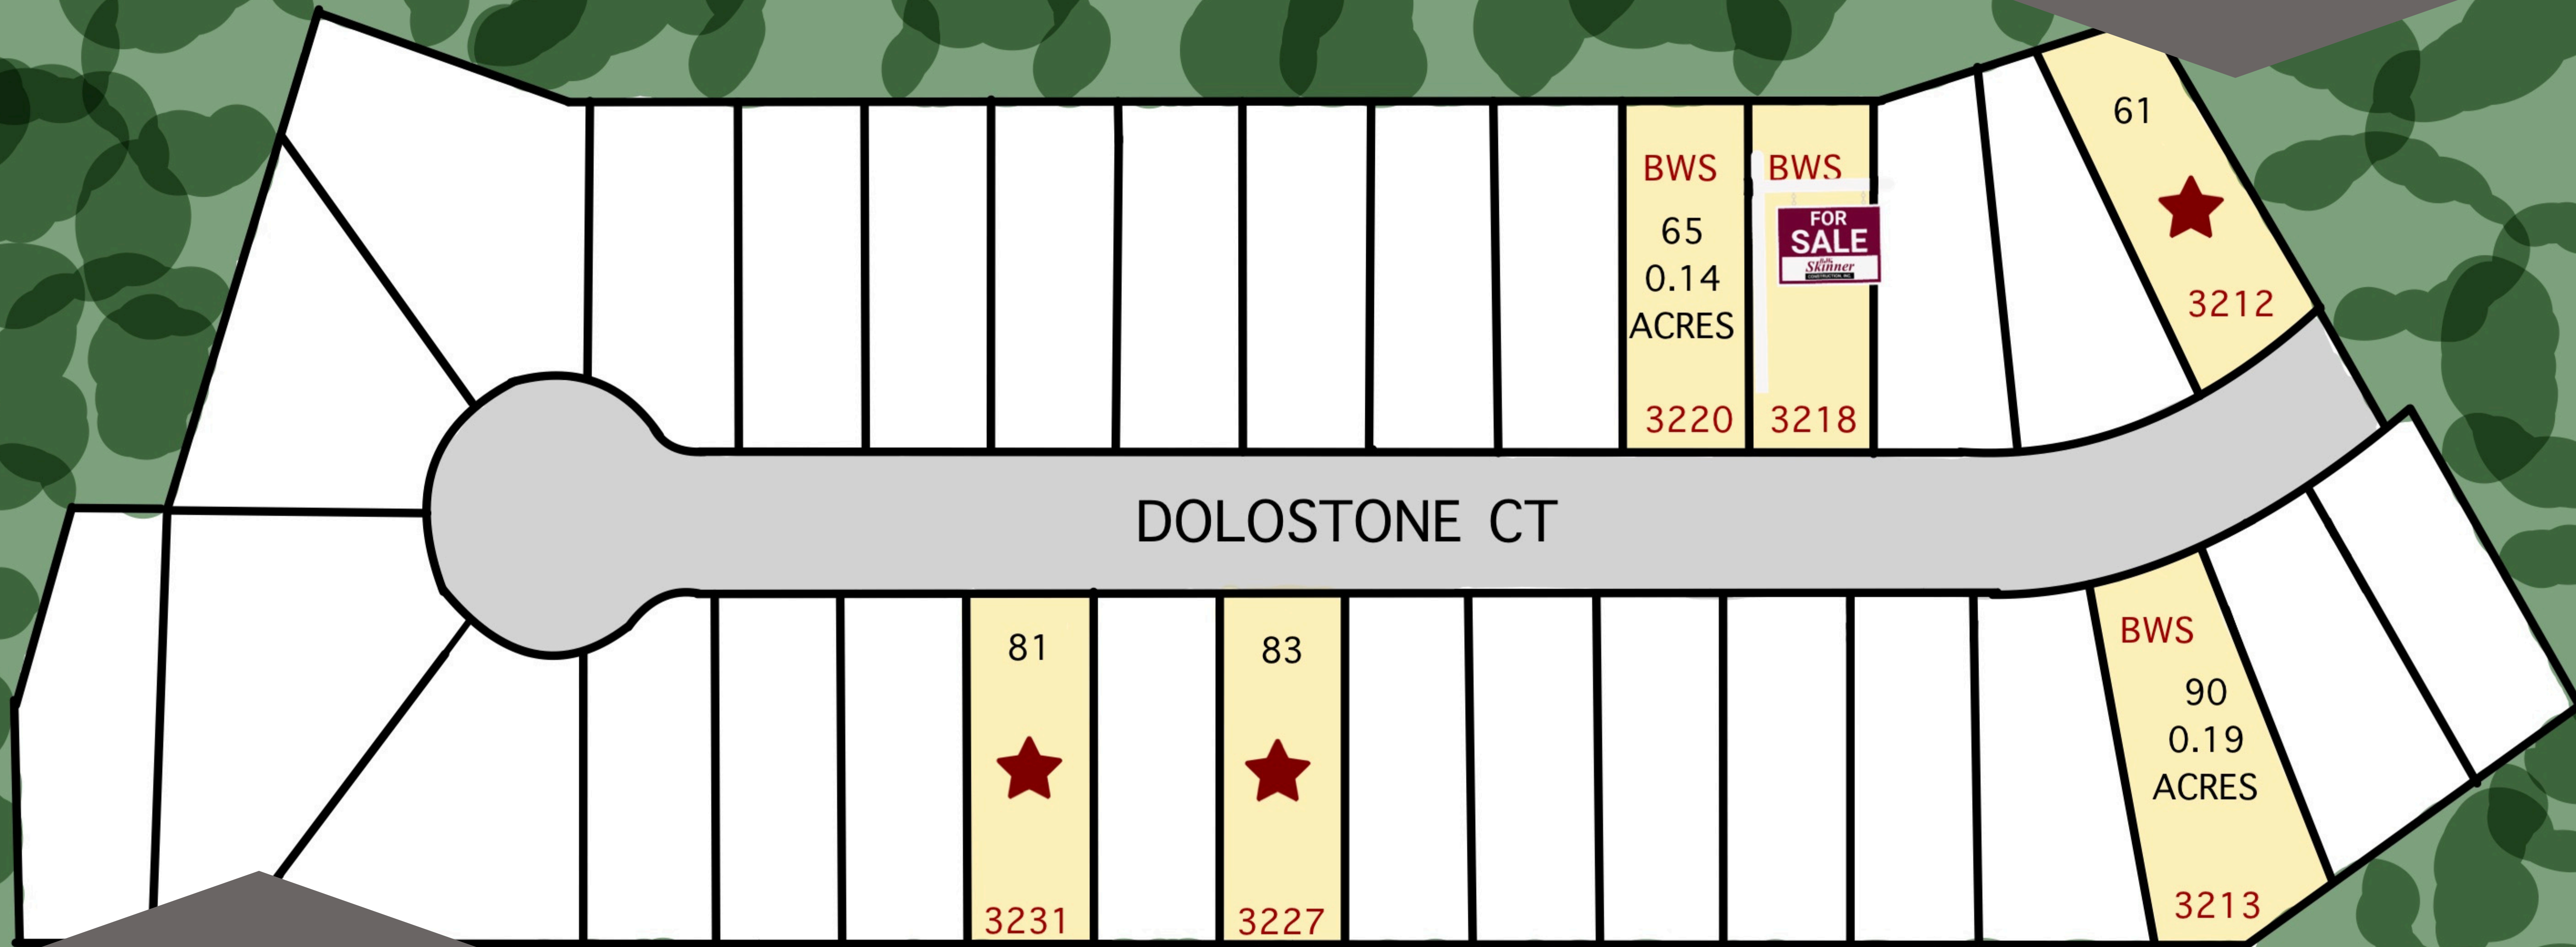 61
3212
BWS
65
0.14
ACRES
3220
BWS
FOR
SALE
Skinner
3218
DOLOSTONE CT
81
3231
83
3227
BWS
90
0.19
ACRES
3213